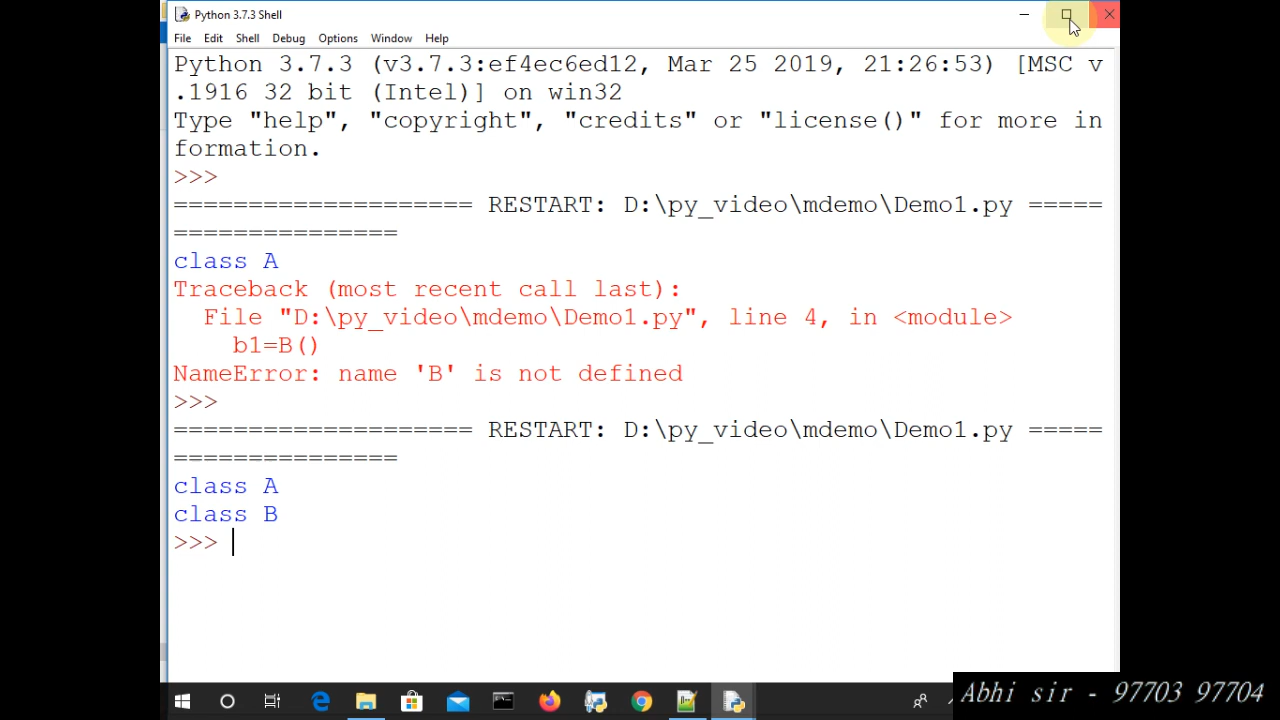 Python 3.7.3 Shell
File Edit Shell Debug Options Window Help
Python 3.7.3 (v3.7.3:ef4ec6ed12, Mar 25 2019, 21:26:53) [MSC v
.1916 32 bit (Intel)] on win32
Type "help", "copyright", "credits" or "license()" for more in
formation.
>>>
==================== RESTART: D:\py_video\mdemo\Demo1.py =====
===============
class A
Traceback (most recent call last):
  File "D:\py_video\mdemo\Demo1.py", line 4, in <module>
    b1=B()
NameError: name 'B' is not defined
>>>
==================== RESTART: D:\py_video\mdemo\Demo1.py =====
===============
class A
class B
>>>
Abhi sir - 97703 97704